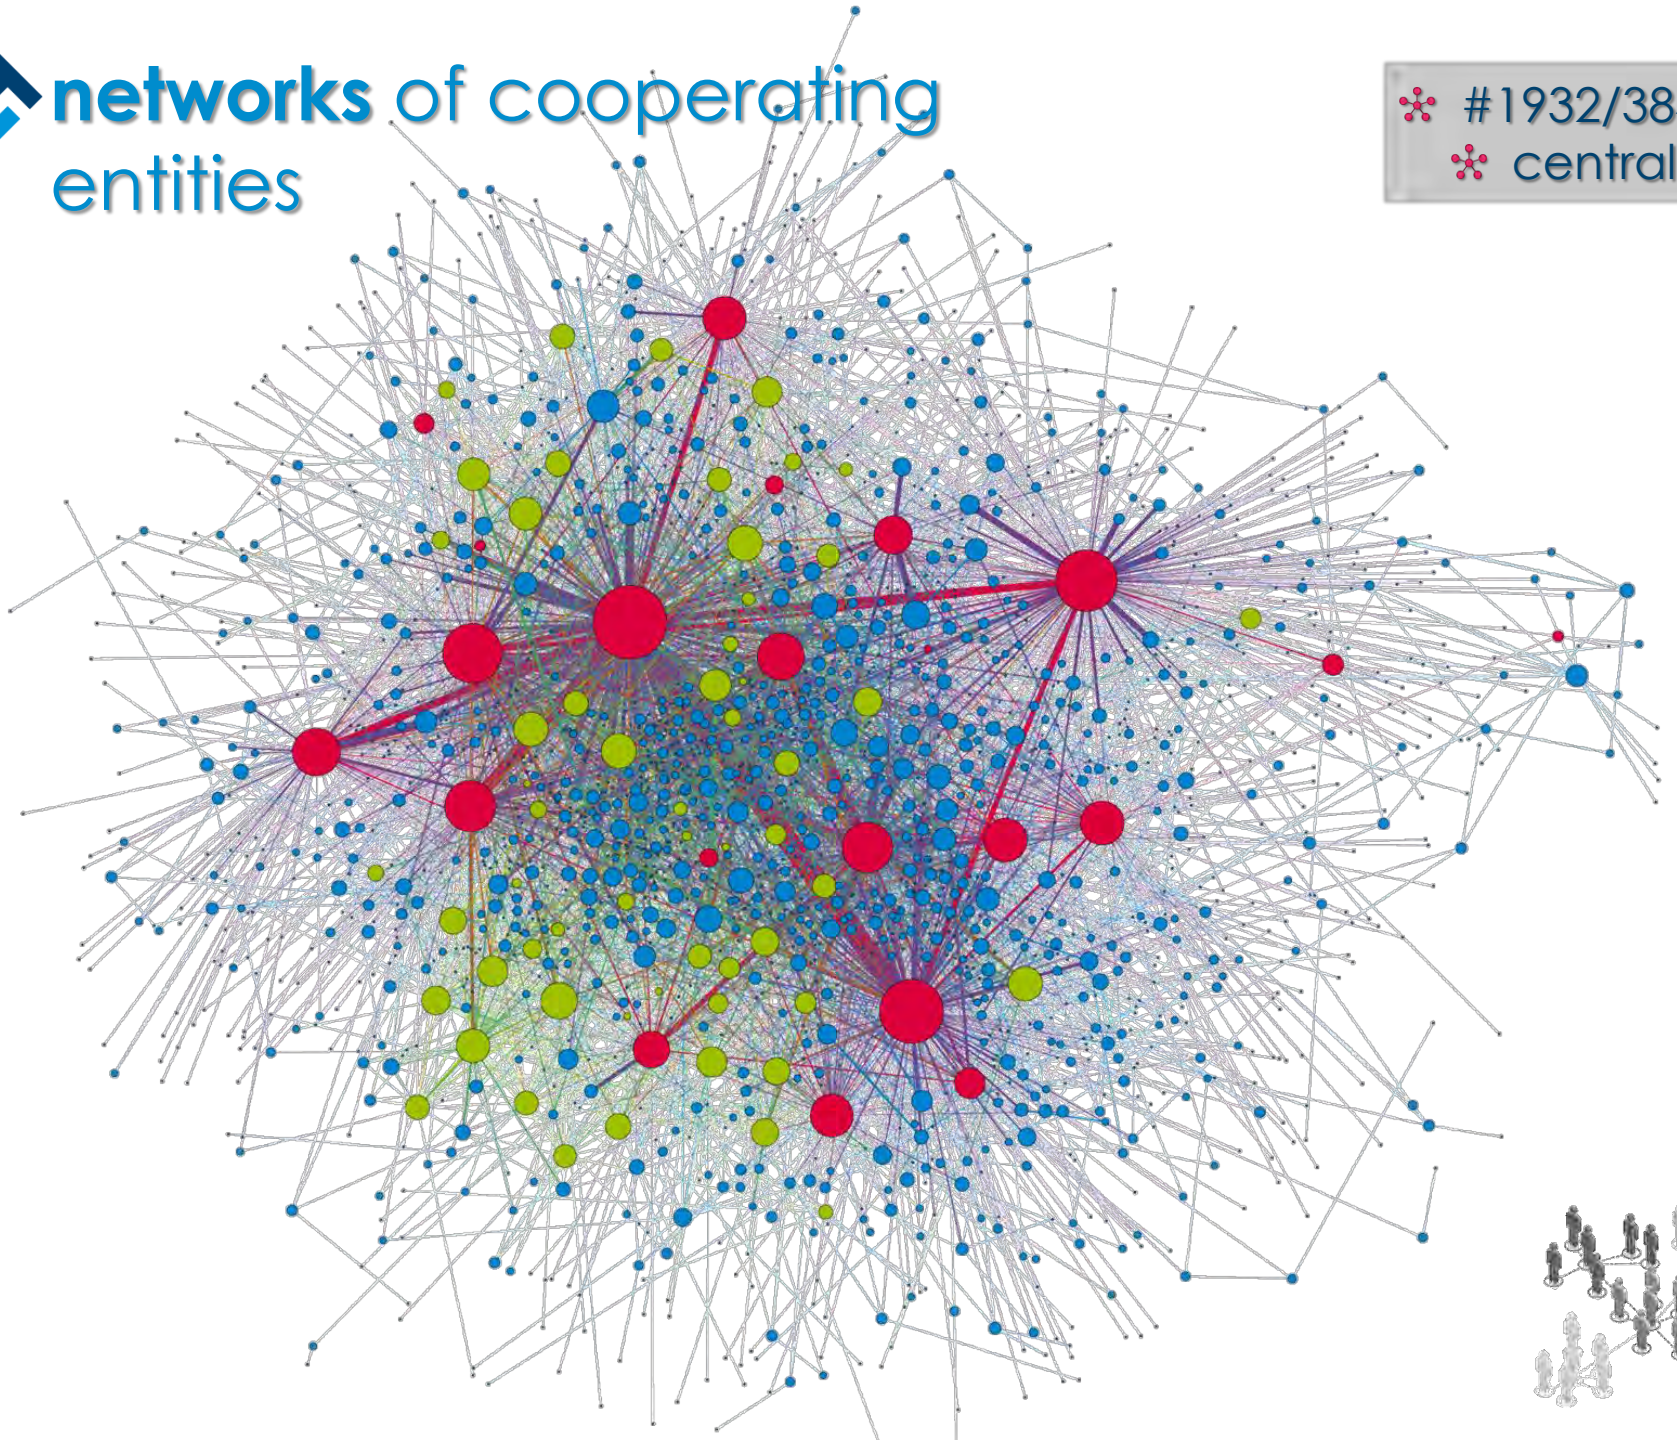 networks of cooperating
entities
#1932/38
central